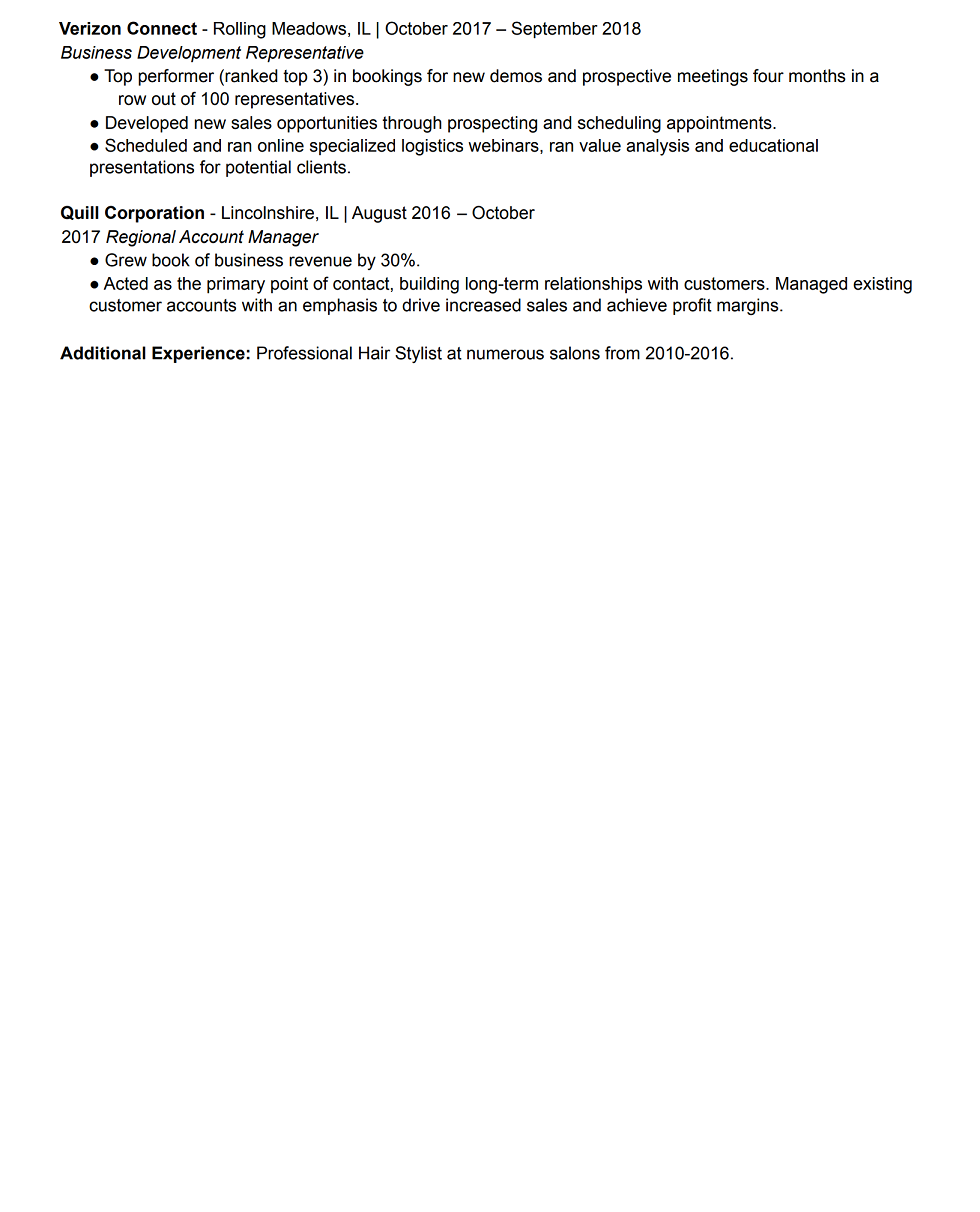 Verizon Connect - Rolling Meadows, IL | October 2017 – September 2018
Business Development Representative
● Top performer (ranked top 3) in bookings for new demos and prospective meetings four months in a
row out of 100 representatives.
● Developed new sales opportunities through prospecting and scheduling appointments.
● Scheduled and ran online specialized logistics webinars, ran value analysis and educational
presentations for potential clients.
Quill Corporation - Lincolnshire, IL | August 2016 – October
2017 Regional Account Manager
● Grew book of business revenue by 30%.
● Acted as the primary point of contact, building long-term relationships with customers. Managed existing
customer accounts with an emphasis to drive increased sales and achieve profit margins.
Additional Experience: Professional Hair Stylist at numerous salons from 2010-2016.